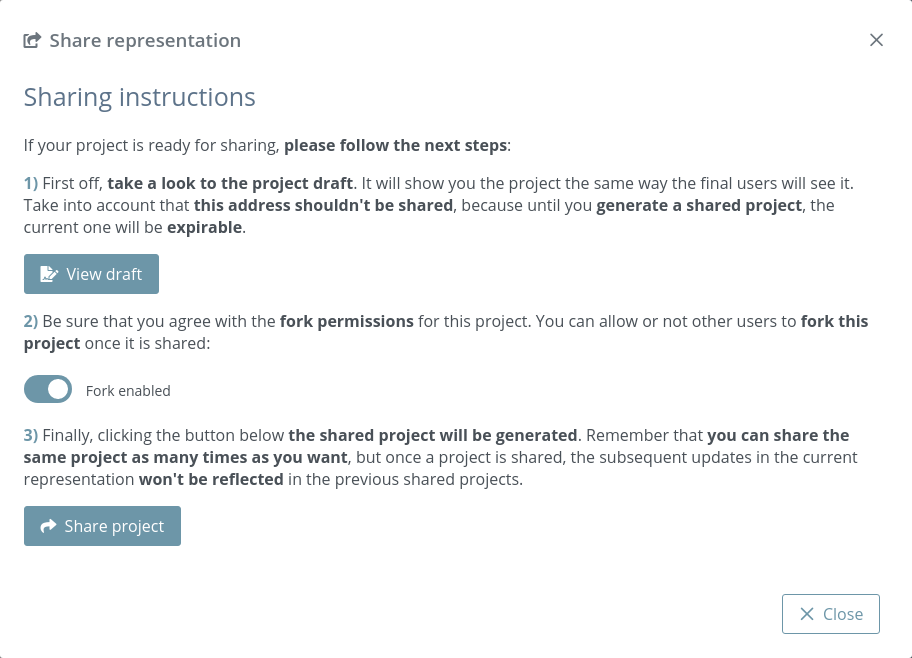 Share representation
Sharing instructions
If your project is ready for sharing, please follow the next steps:
1) First off, take a look to the project draft. It will show you the project the same way the final users will see it.
Take into account that this address shouldn't be shared, because until you generate a shared project, the
current one will be expirable.
View draft
2) Be sure that you agree with the fork permissions for this project. You can allow or not other users to fork this
project once it is shared:
Fork enabled
3) Finally, clicking the button below the shared project will be generated. Remember that you can share the
same project as many times as you want, but once a project is shared, the subsequent updates in the current
representation won't be reflected in the previous shared projects.
Share project
Close